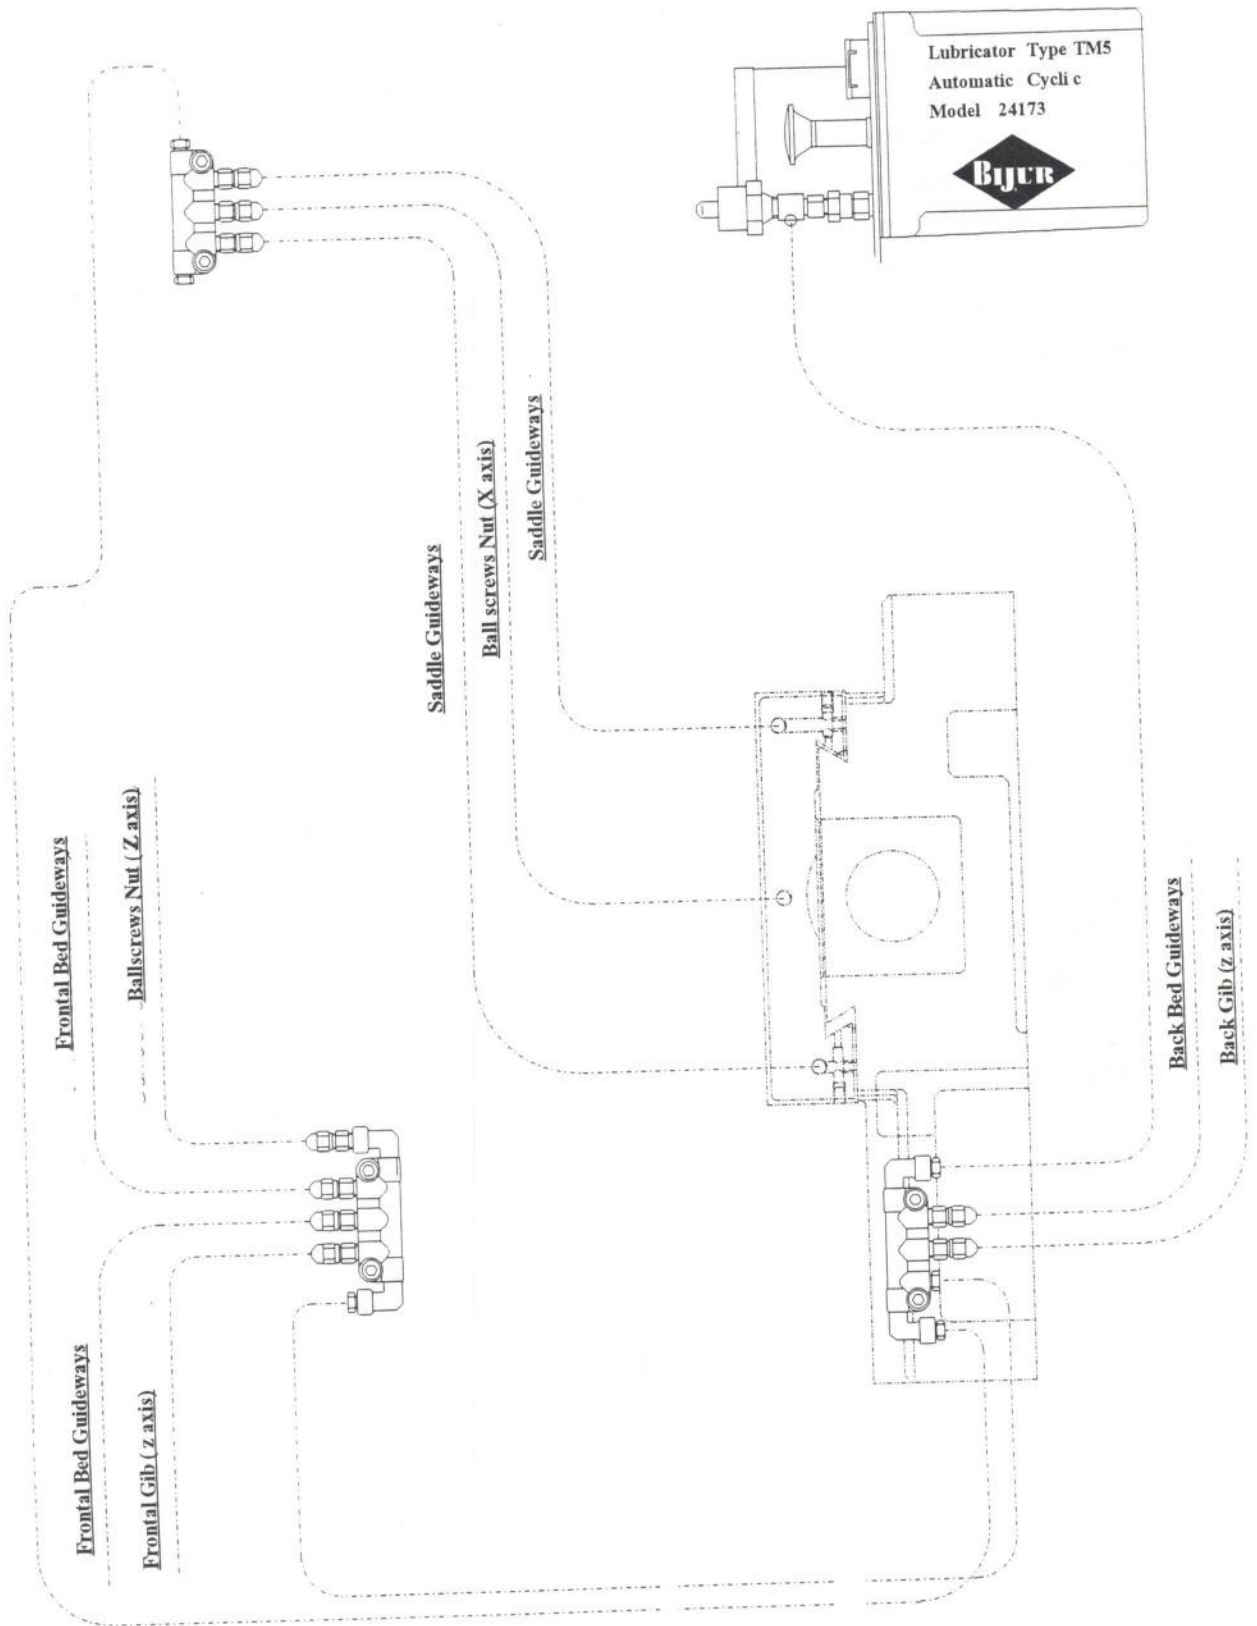 Lubricator Type TM5
Automatic Cycli c
Model 24173
BIJUR
Saddle Guideways
Ball screws Nut (X axis)
Saddle Guideways
Frontal Bed Guideways
Ballscrews Nut ( Z axis)
Back Bed Guideways
Back Gib (z axis)
Frontal Bed Guideways
Frontal Gib ( z axis)